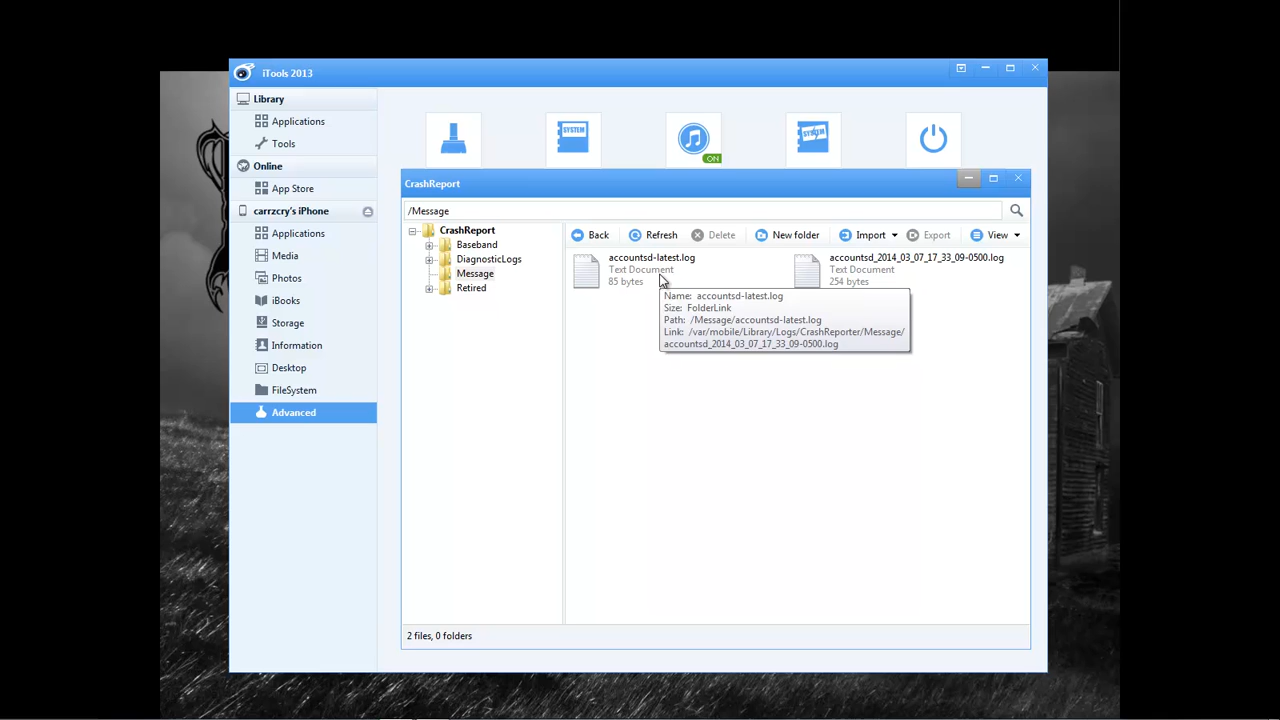 iTools 2013
Library
Applications
Tools
Online
App Store
carrzcry's iPhone
Applications
Media
Photos
iBooks
Storage
Information
Desktop
FileSystem
Advanced
SYSTEM
ON
SYSTEM
CrashReport
/Message
CrashReport
Baseband
DiagnosticLogs
Message
Retired
Back
Refresh
Delete
New folder
Import
Export
View
accountsd-latest.log
Text Document
85 bytes
accountsd_2014_03_07_17_33_09-0500.log
Text Document
254 bytes
Name: accountsd-latest.log
Size: FolderLink
Path: /Message/accountsd-latest.log
Link: /var/mobile/Library/Logs/CrashReporter/Message/
accountsd_2014_03_07_17_33_09-0500.log
2 files, 0 folders